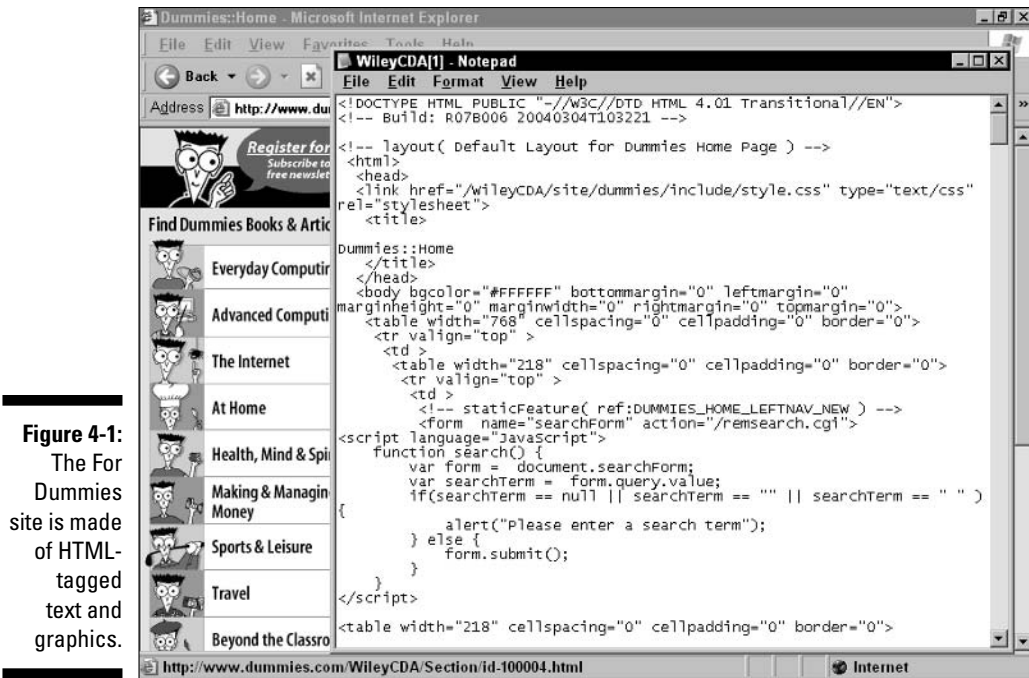 Dummies::Home - Microsoft Internet Explorer
File Edit View Favorites Tools Help
Back
Address http://www.du
Register for
Subscribe to
free newslet
Find Dummies Books & Artic
Everyday Computin
Advanced Computi
The Internet
At Home
Health, Mind & Spi
Making & Managin
Money
Sports & Leisure
Travel
Beyond the Classro
WileyCDA[1] - Notepad
File Edit Format View Help
<!DOCTYPE HTML PUBLIC "-//W3C//DTD HTML 4.01 Transitional//EN">
<!-- Build: R07B006 20040304T103221 -->
<!-- layout( Default Layout for Dummies Home Page ) -->
<html>
<head>
<link href="/WileyCDA/site/dummies/include/style.css" type="text/css"
rel="stylesheet">
<title>
Dummies::Home
</title>
</head>
<body bgcolor="#FFFFFF" bottommargin="0" leftmargin="0"
marginheight="0" marginwidth="0" rightmargin="0" topmargin="0">
<table width="768" cellspacing="0" cellpadding="0" border="0">
<tr valign="top" >
<td >
<table width="218" cellspacing="0" cellpadding="0" border="0">
<tr valign="top" >
<td >
<!-- staticFeature( ref:DUMMIES_HOME_LEFTNAV_NEW ) -->
<form name="searchForm" action="/remsearch.cgi">
<script language="JavaScript">
function search() {
var form = document.searchForm;
var searchTerm = form.query.value;
if(searchTerm == null || searchTerm == "" || searchTerm == " " )
{
alert("Please enter a search term");
} else {
form.submit();
}
}
</script>
<table width="218" cellspacing="0" cellpadding="0" border="0">
http://www.dummies.com/WileyCDA/Section/id-100004.html
Internet
Figure 4-1:
The For
Dummies
site is made
of HTML-
tagged
text and
graphics.